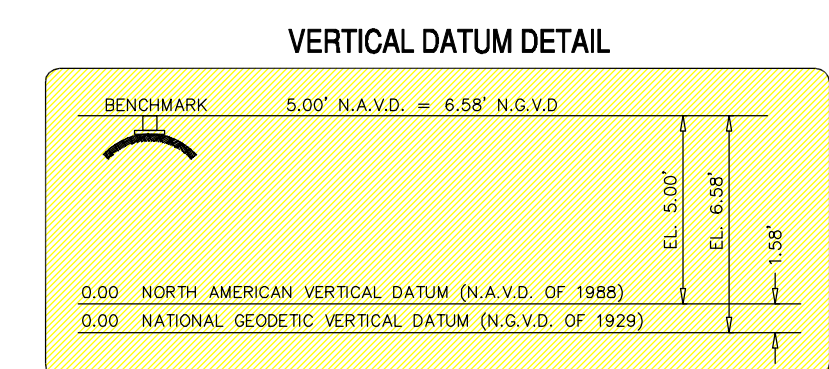 VERTICAL DATUM DETAIL
BENCHMARK 5.00' N.A.V.D. = 6.58' N.G.V.D
EL. 5.00'
EL. 6.58'
1.58'
0.00 NORTH AMERICAN VERTICAL DATUM (N.A.V.D. OF 1988)
0.00 NATIONAL GEODETIC VERTICAL DATUM (N.G.V.D. OF 1929)